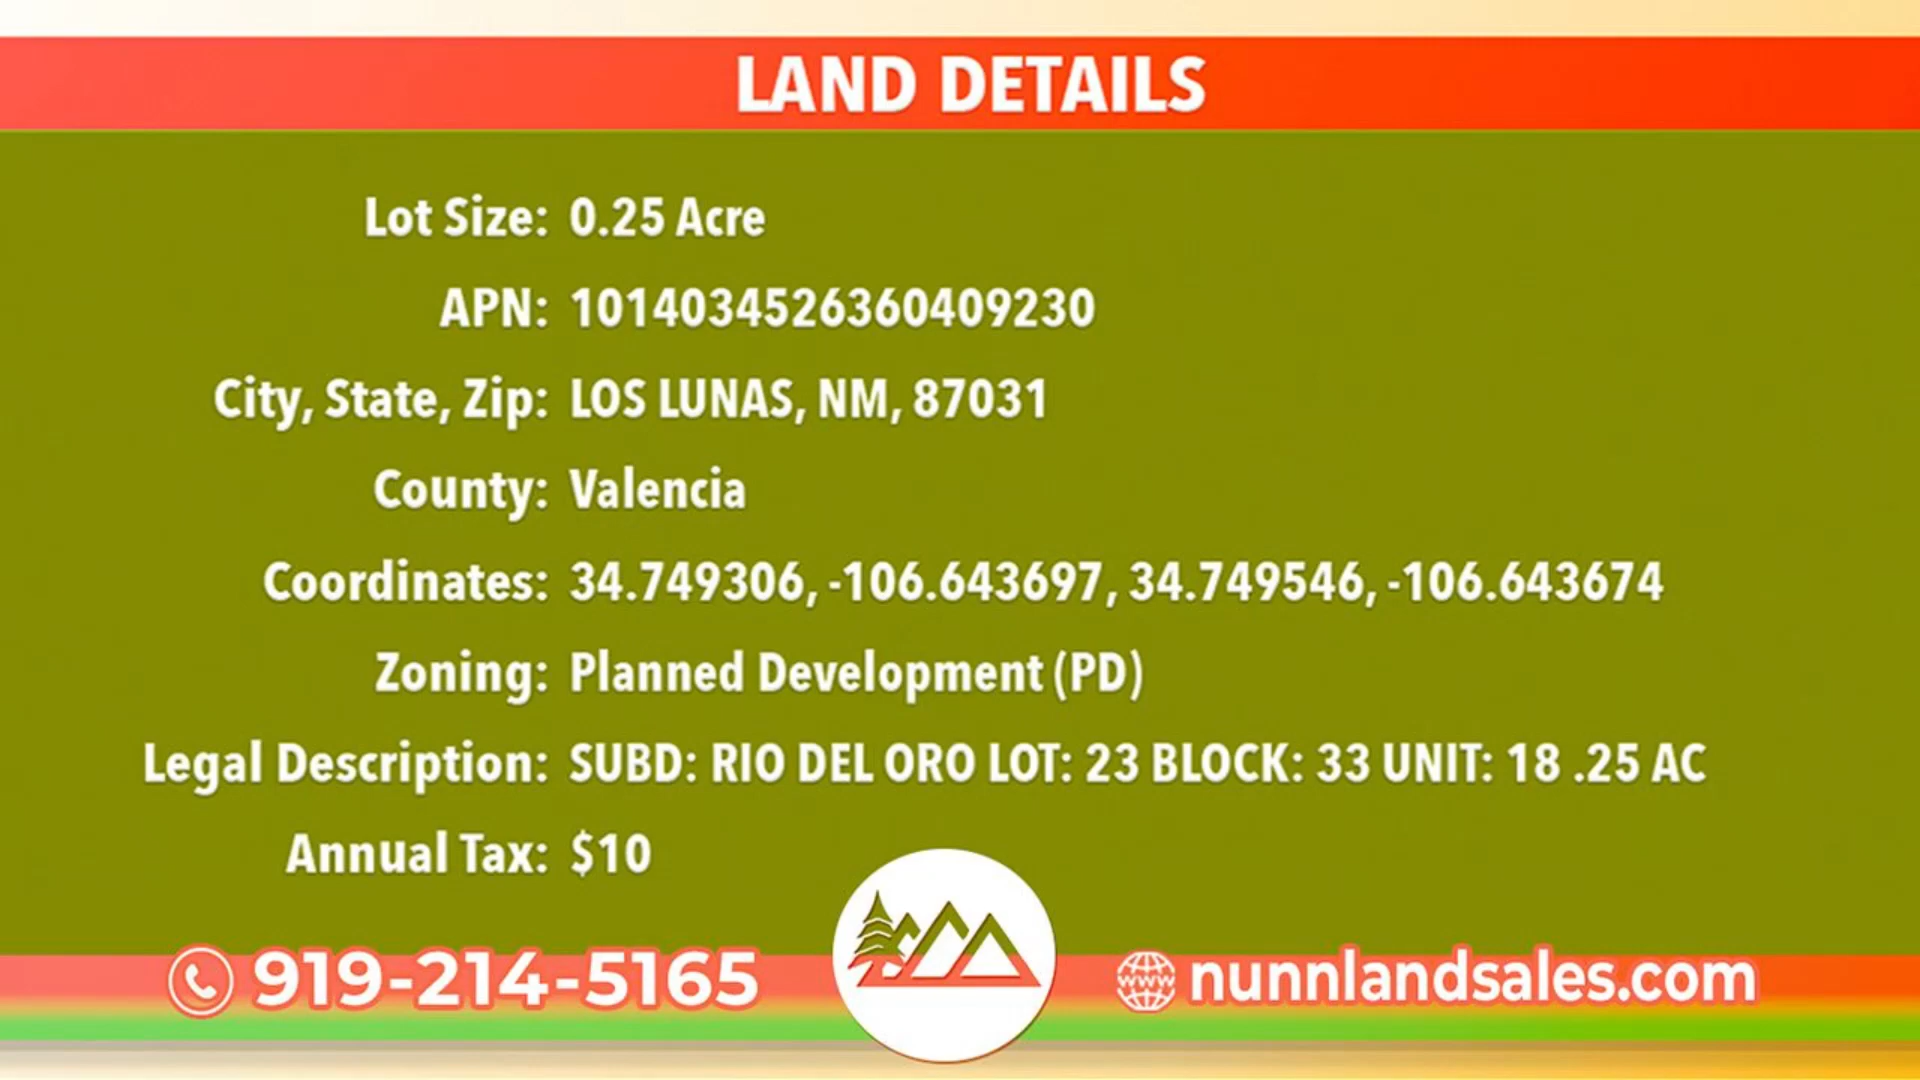 LAND DETAILS
Lot Size: 0.25 Acre
APN: 1014034526360409230
City, State, Zip: LOS LUNAS, NM, 87031
County: Valencia
Coordinates: 34.749306, -106.643697, 34.749546, -106.643674
Zoning: Planned Development (PD)
Legal Description: SUBD: RIO DEL ORO LOT: 23 BLOCK: 33 UNIT: 18 .25 AC
Annual Tax: $10
919-214-5165
www nunnlandsales.com